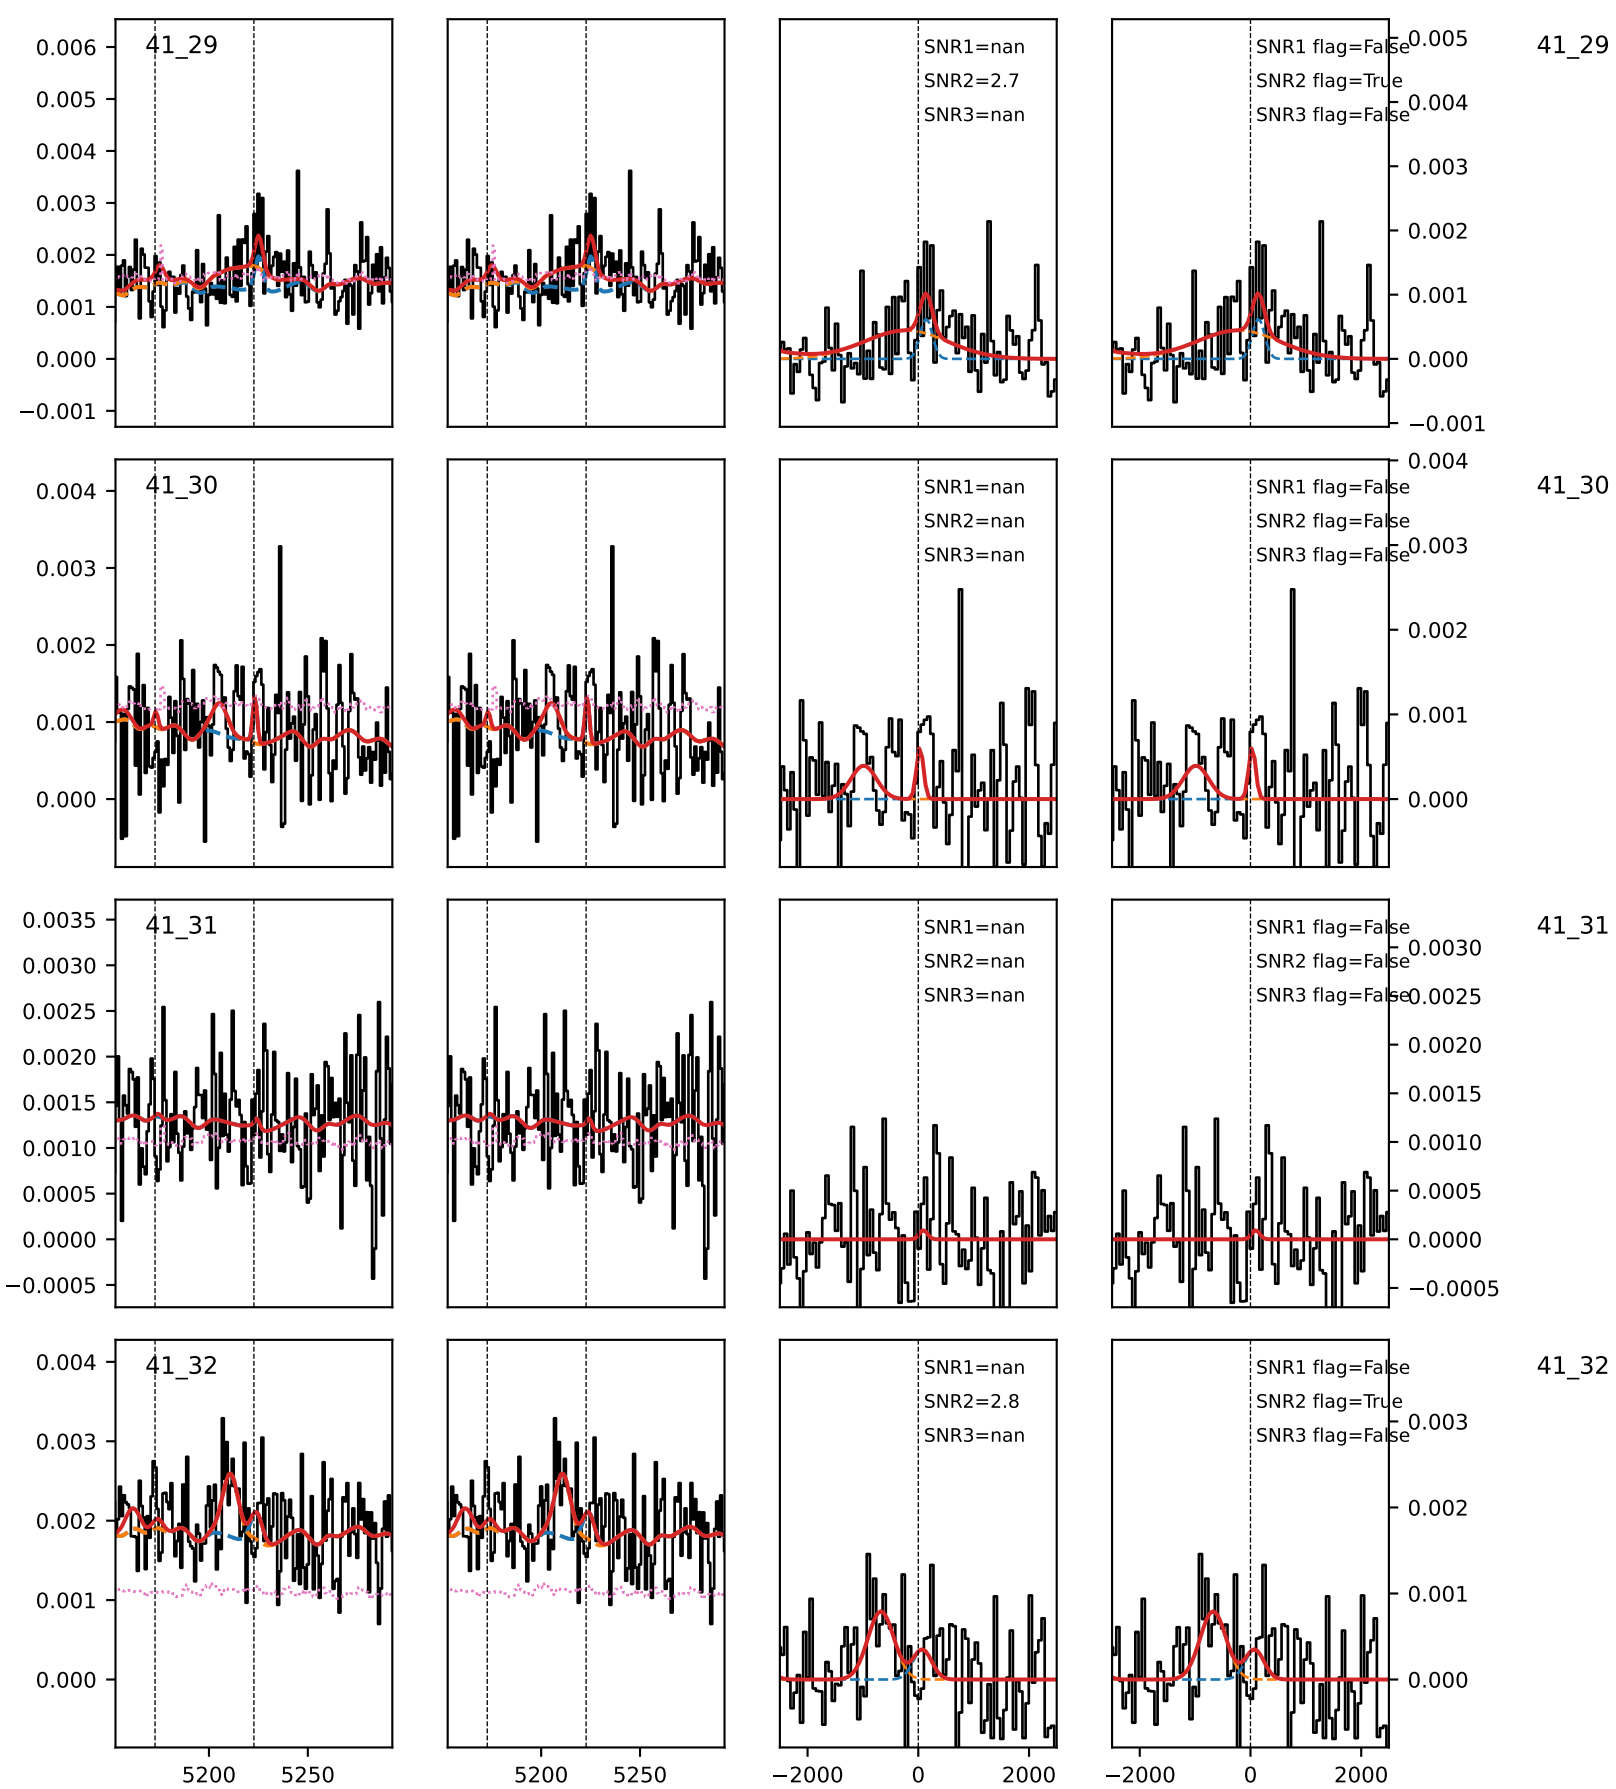 41_29
SNR1=nan
SNR2=2.7
SNR3=nan
SNR1 flag=False
SNR2 flag=True
SNR3 flag=False
41_29
0.006
0.005
0.004
0.003
0.002
0.001
0.000
−0.001
0.005
0.004
0.003
0.002
0.001
0.000
−0.001
41_30
SNR1=nan
SNR2=nan
SNR3=nan
SNR1 flag=False
SNR2 flag=False
SNR3 flag=False
41_30
0.004
0.003
0.002
0.001
0.000
0.004
0.003
0.002
0.001
0.000
41_31
SNR1=nan
SNR2=nan
SNR3=nan
SNR1 flag=False
SNR2 flag=False
SNR3 flag=False
41_31
0.0035
0.0030
0.0025
0.0020
0.0015
0.0010
0.0005
0.0000
−0.0005
0.0030
0.0025
0.0020
0.0015
0.0010
0.0005
0.0000
−0.0005
41_32
SNR1=nan
SNR2=2.8
SNR3=nan
SNR1 flag=False
SNR2 flag=True
SNR3 flag=False
41_32
0.004
0.003
0.002
0.001
0.000
0.003
0.002
0.001
0.000
5200 5250 5200 5250 −2000 0 2000 −2000 0 2000